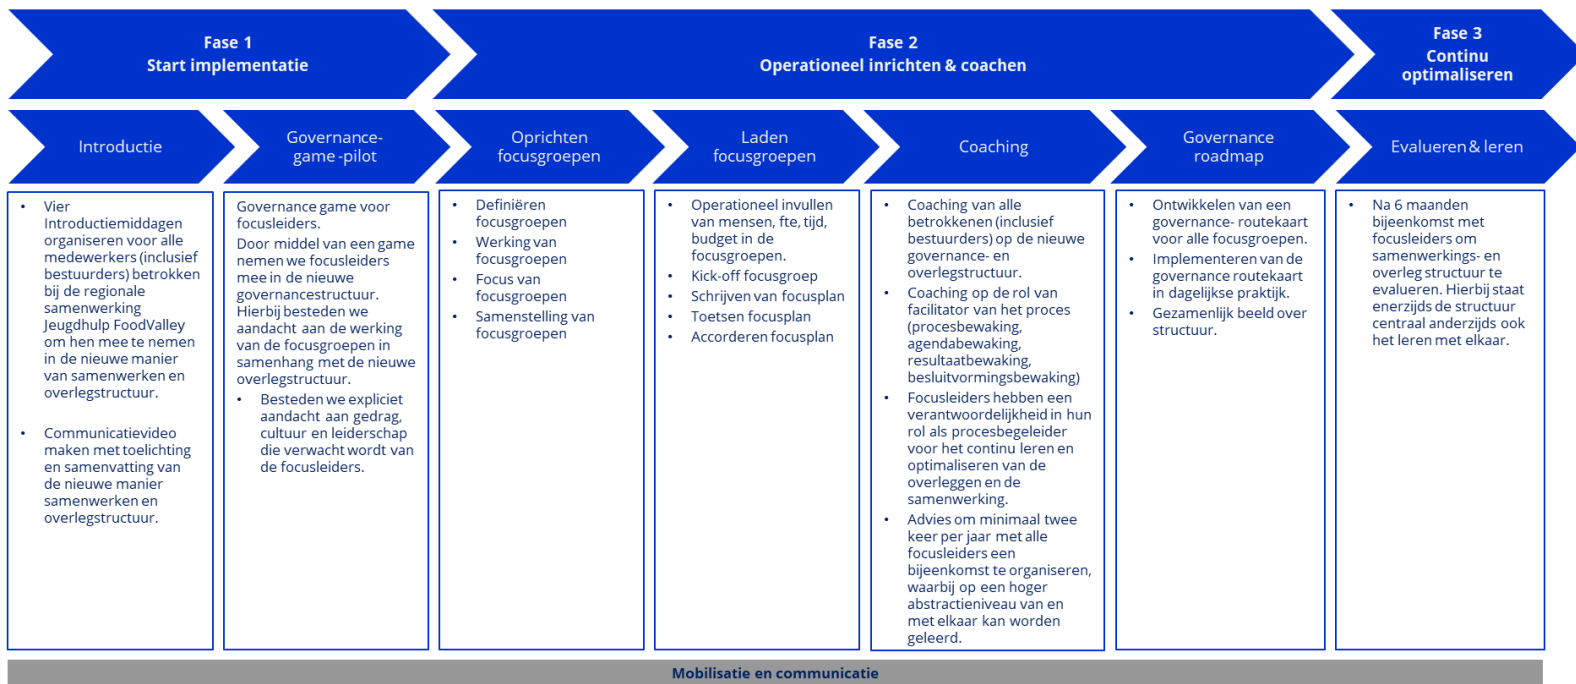 Fase 1
Start implementatie
Fase 2
Operationeel inrichten & coachen
Fase 3
Continu
optimaliseren
Introductie
Governance-
game -pilot
Oprichten
focusgroepen
Laden
focusgroepen
Coaching
Governance
roadmap
Evalueren & leren
• Vier
Introductiemiddagen
organiseren voor alle
medewerkers (inclusief
bestuurders) betrokken
bij de regionale
samenwerking
Jeugdhulp FoodValley
om hen mee te nemen
in de nieuwe manier
van samenwerken en
overlegstructuur.
• Communicatievideo
maken met toelichting
en samenvatting van
de nieuwe manier
samenwerken en
overlegstructuur.
Governance game voor
focusleiders.
Door middel van een game
nemen we focusleiders
mee in de nieuwe
governancestructuur.
Hierbij besteden we
aandacht aan de werking
van de focusgroepen in
samenhang met de nieuwe
overlegstructuur.
• Besteden we expliciet
aandacht aan gedrag,
cultuur en leiderschap
die verwacht wordt van
de focusleiders.
• Definiëren
focusgroepen
• Werking van
focusgroepen
• Focus van
focusgroepen
• Samenstelling van
focusgroepen
• Operationeel invullen
van mensen, fte, tijd,
budget in de
focusgroepen.
• Kick-off focusgroep
• Schrijven van focusplan
• Toetsen focusplan
• Accorderen focusplan
• Coaching van alle
betrokkenen (inclusief
bestuurders) op de nieuwe
governance- en
overlegstructuur.
• Coaching op de rol van
facilitator van het proces
(procesbewaking,
agendabewaking,
resultaatbewaking,
besluitvormingsbewaking)
• Focusleiders hebben een
verantwoordelijkheid in hun
rol als procesbegeleider
voor het continu leren en
optimaliseren van de
overleggen en de
samenwerking.
• Advies om minimaal twee
keer per jaar met alle
focusleiders een
bijeenkomst te organiseren,
waarbij op een hoger
abstractieniveau van en
met elkaar kan worden
geleerd.
• Ontwikkelen van een
governance- routekaart
voor alle focusgroepen.
• Implementeren van de
governance routekaart
in dagelijkse praktijk.
• Gezamenlijk beeld over
structuur.
• Na 6 maanden
bijeenkomst met
focusleiders om
samenwerkings- en
overleg structuur te
evalueren. Hierbij staat
enerzijds de structuur
centraal anderzijds ook
het leren met elkaar.
Mobilisatie en communicatie